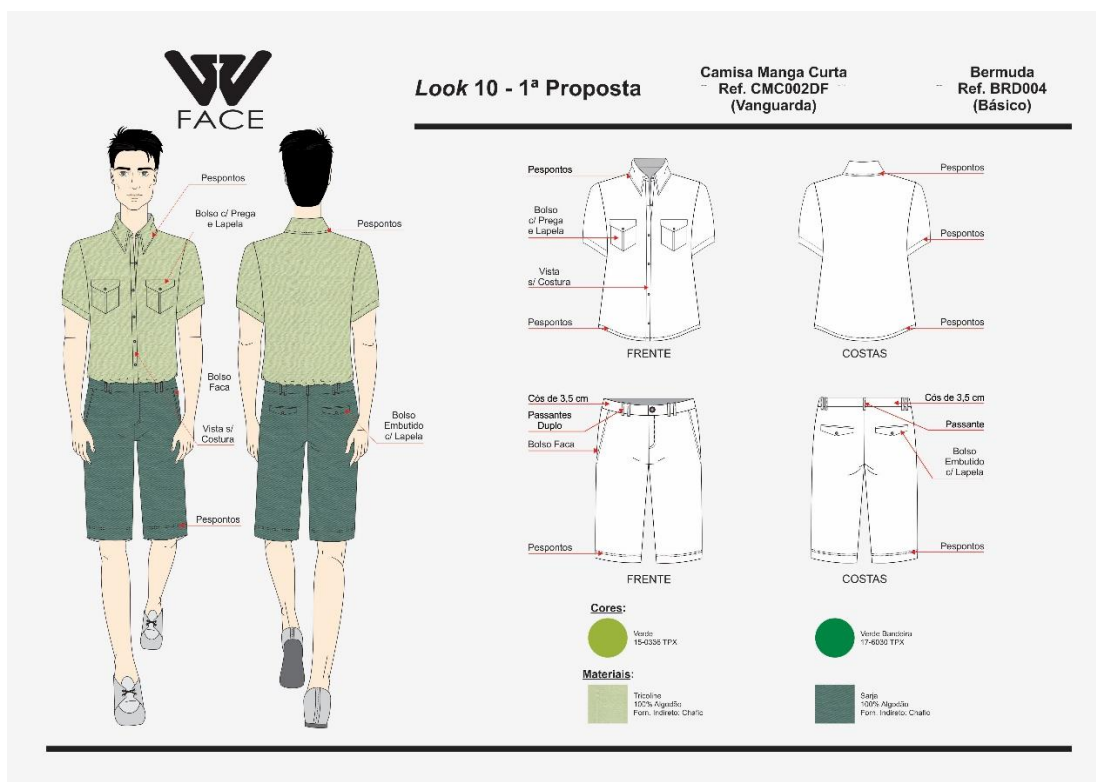 FACE
Look 10 - 1ª Proposta
Camisa Manga Curta
Ref. CMC002DF
(Vanguarda)
Bermuda
Ref. BRD004
(Básico)
Pespontos
Bolso c/ Prega
e Lapela
Pespontos
Bolso
Faca
Vista s/
Costura
Bolso
Embutido
c/ Lapela
Pespontos
Pespontos
Bolso
c/ Prega
e Lapela
Vista
s/ Costura
Pespontos
FRENTE
Pespontos
Pespontos
Pespontos
COSTAS
Cós de 3,5 cm
Passantes
Duplo
Bolso Faca
Pespontos
FRENTE
Cós de 3,5 cm
Passante
Bolso
Embutido
c/ Lapela
Pespontos
COSTAS
Cores:
Verde
15-0336 TPX
Verde Bandeira
17-6030 TPX
Materiais:
Tricoline
100% Algodão
Forn. Indireto: Chafic
Sarja
100% Algodão
Forn. Indireto: Chafic